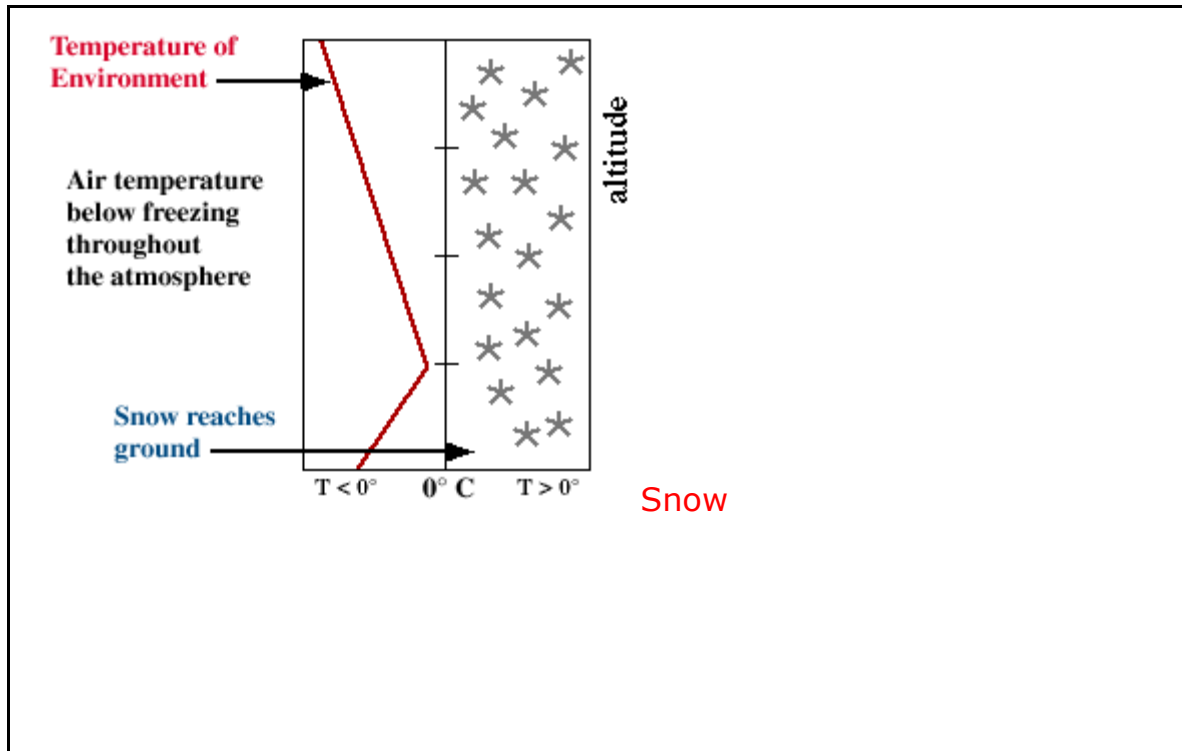 Temperature of
Environment
altitude
Air temperature
below freezing
throughout
the atmosphere
Snow reaches
ground
T < 0° 0° C T > 0°
Snow